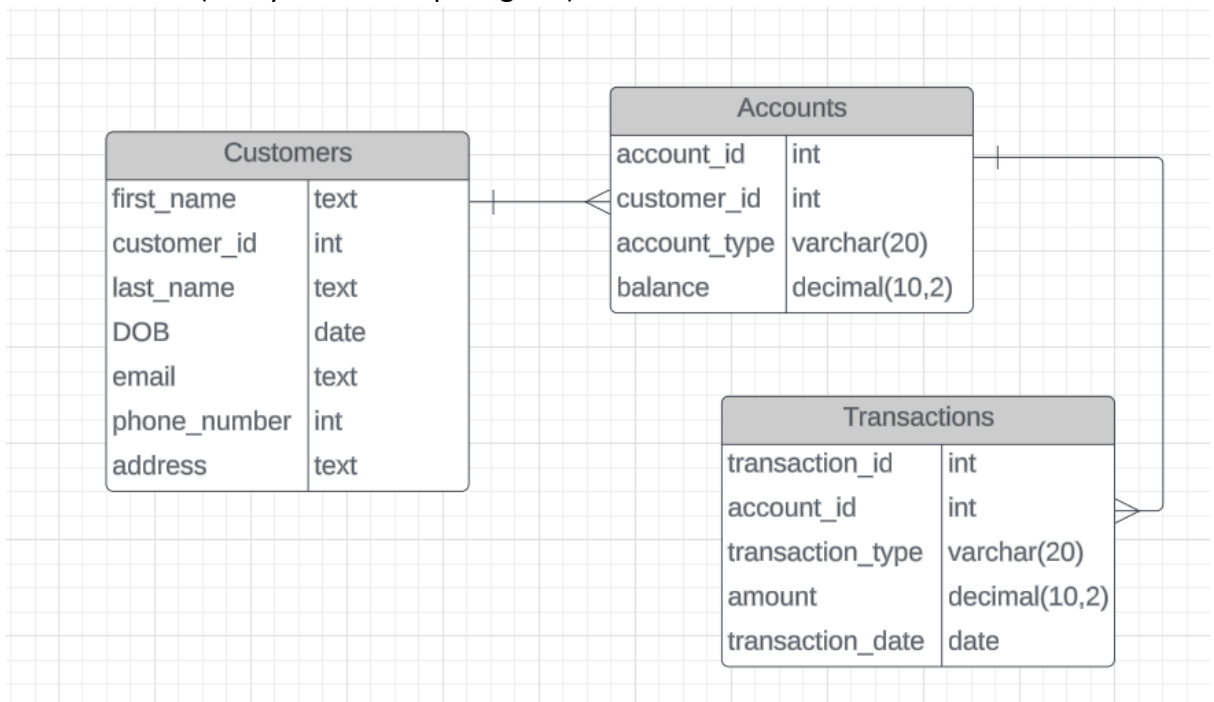 Customers
first_name text
customer_id int
last_name text
DOB date
email text
phone_number int
address text
Accounts
account_id int
customer_id int
account_type varchar(20)
balance decimal(10,2)
Transactions
transaction_id int
account_id int
transaction_type varchar(20)
amount decimal(10,2)
transaction_date date